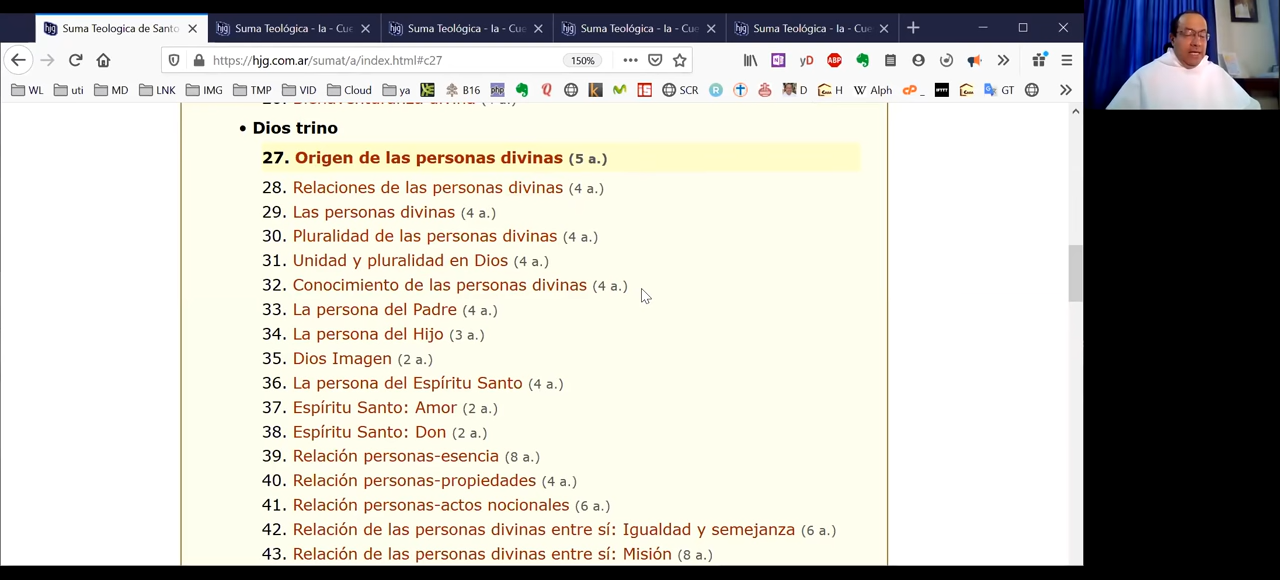 Suma Teologica de Santo
Suma Teológica - Ia - Cue
Suma Teológica - Ia - Cue
Suma Teológica - Ia - Cue
Suma Teológica - Ia - Cue
https://hjg.com.ar/sumat/a/index.html#c27
150%
WL uti MD LNK IMG TMP VID Cloud ya B16 SCR D H Alph GT
• Dios trino
27. Origen de las personas divinas (5 a.)
28. Relaciones de las personas divinas (4 a.)
29. Las personas divinas (4 a.)
30. Pluralidad de las personas divinas (4 a.)
31. Unidad y pluralidad en Dios (4 a.)
32. Conocimiento de las personas divinas (4 a.)
33. La persona del Padre (4 a.)
34. La persona del Hijo (3 a.)
35. Dios Imagen (2 a.)
36. La persona del Espíritu Santo (4 a.)
37. Espíritu Santo: Amor (2 a.)
38. Espíritu Santo: Don (2 a.)
39. Relación personas-esencia (8 a.)
40. Relación personas-propiedades (4 a.)
41. Relación personas-actos nocionales (6 a.)
42. Relación de las personas divinas entre sí: Igualdad y semejanza (6 a.)
43. Relación de las personas divinas entre sí: Misión (8 a.)